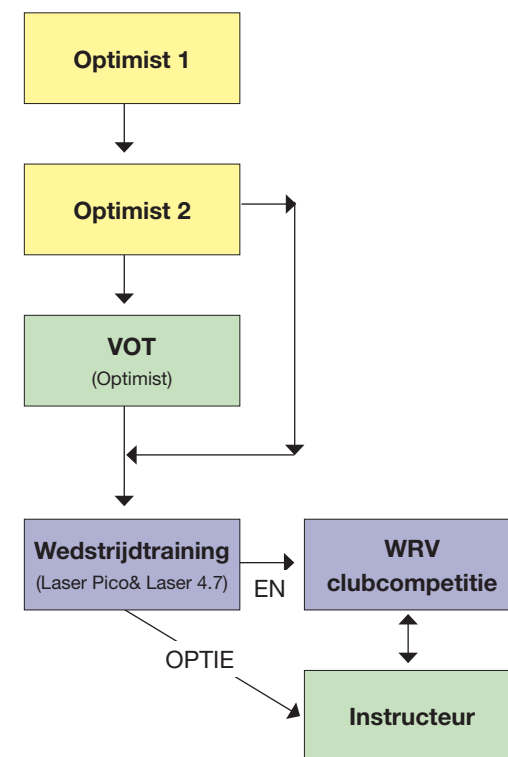 Optimist 1
Optimist 2
VOT
(Optimist)
Wedstrijdtraining
(Laser Pico& Laser 4.7)
EN
WRV
clubcompetitie
OPTIE
Instructeur